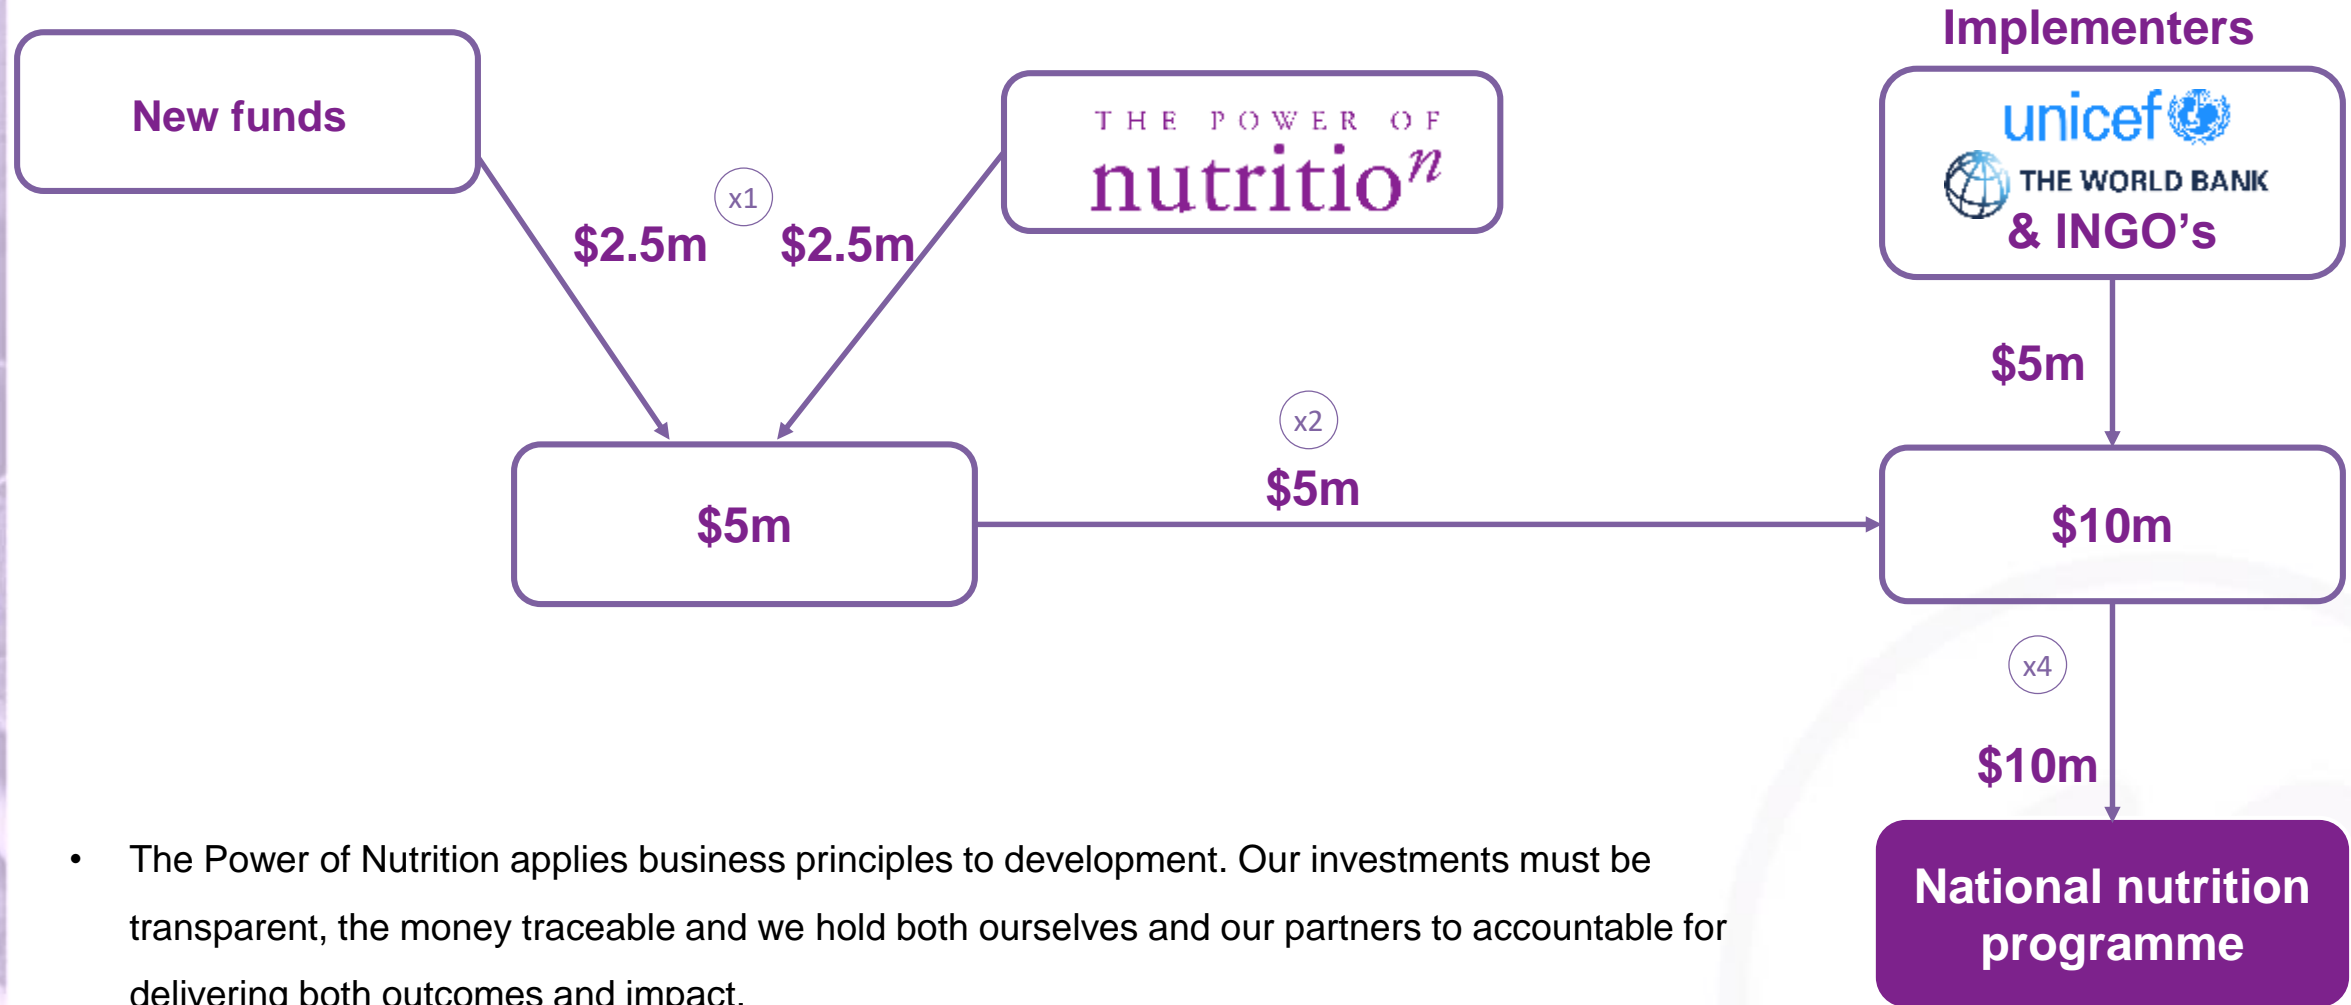 Implementers
New funds
THE POWER OF
nutrition
unicef
THE WORLD BANK
& INGO’s
x1
$2.5m
$2.5m
$5m
x2
$5m
$5m
$10m
x4
$10m
National nutrition
programme
• The Power of Nutrition applies business principles to development. Our investments must be
transparent, the money traceable and we hold both ourselves and our partners to accountable for
delivering both outcomes and impact.